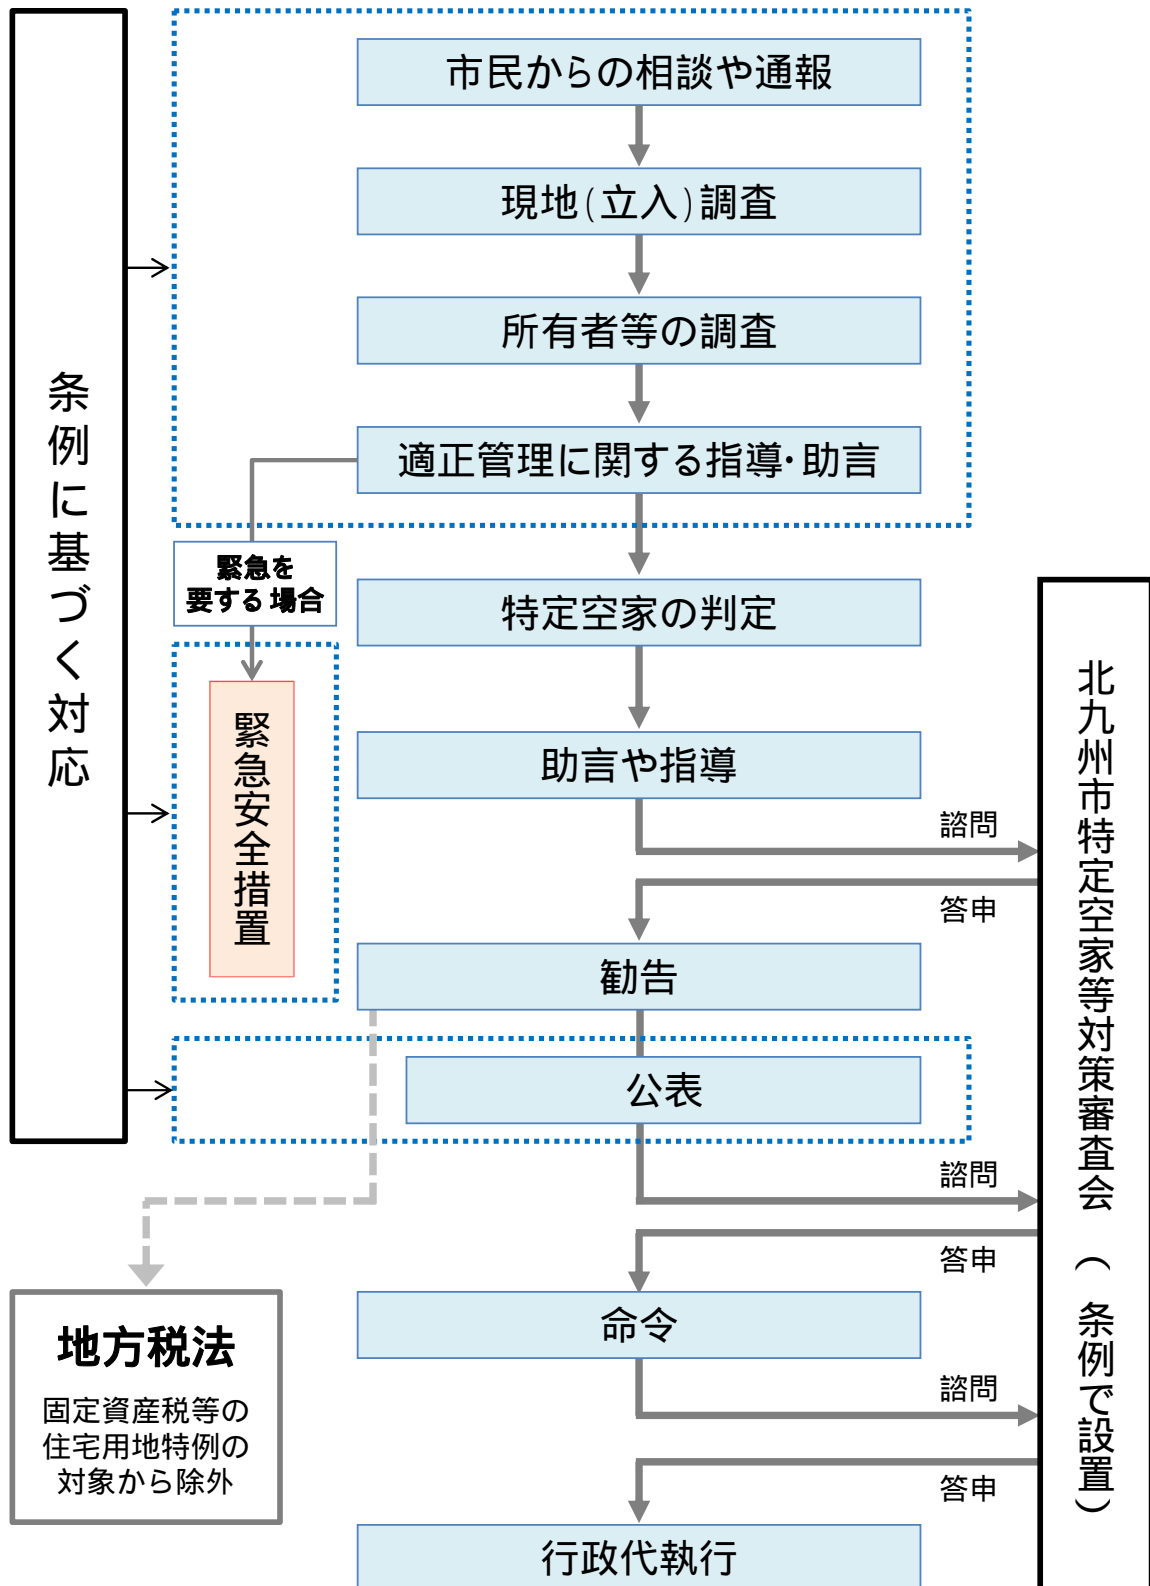 市民からの相談や通報
現地(立入)調査
所有者等の調査
適正管理に関する指導・助言
条例に基づく対応
緊急を
要する場合
緊急安全措置
特定空家の判定
助言や指導
諮問
答申
北九州市特定空家等対策審査会（条例で設置）
勧告
公表
諮問
答申
地方税法
固定資産税等の
住宅用地特例の
対象から除外
命令
諮問
答申
行政代執行